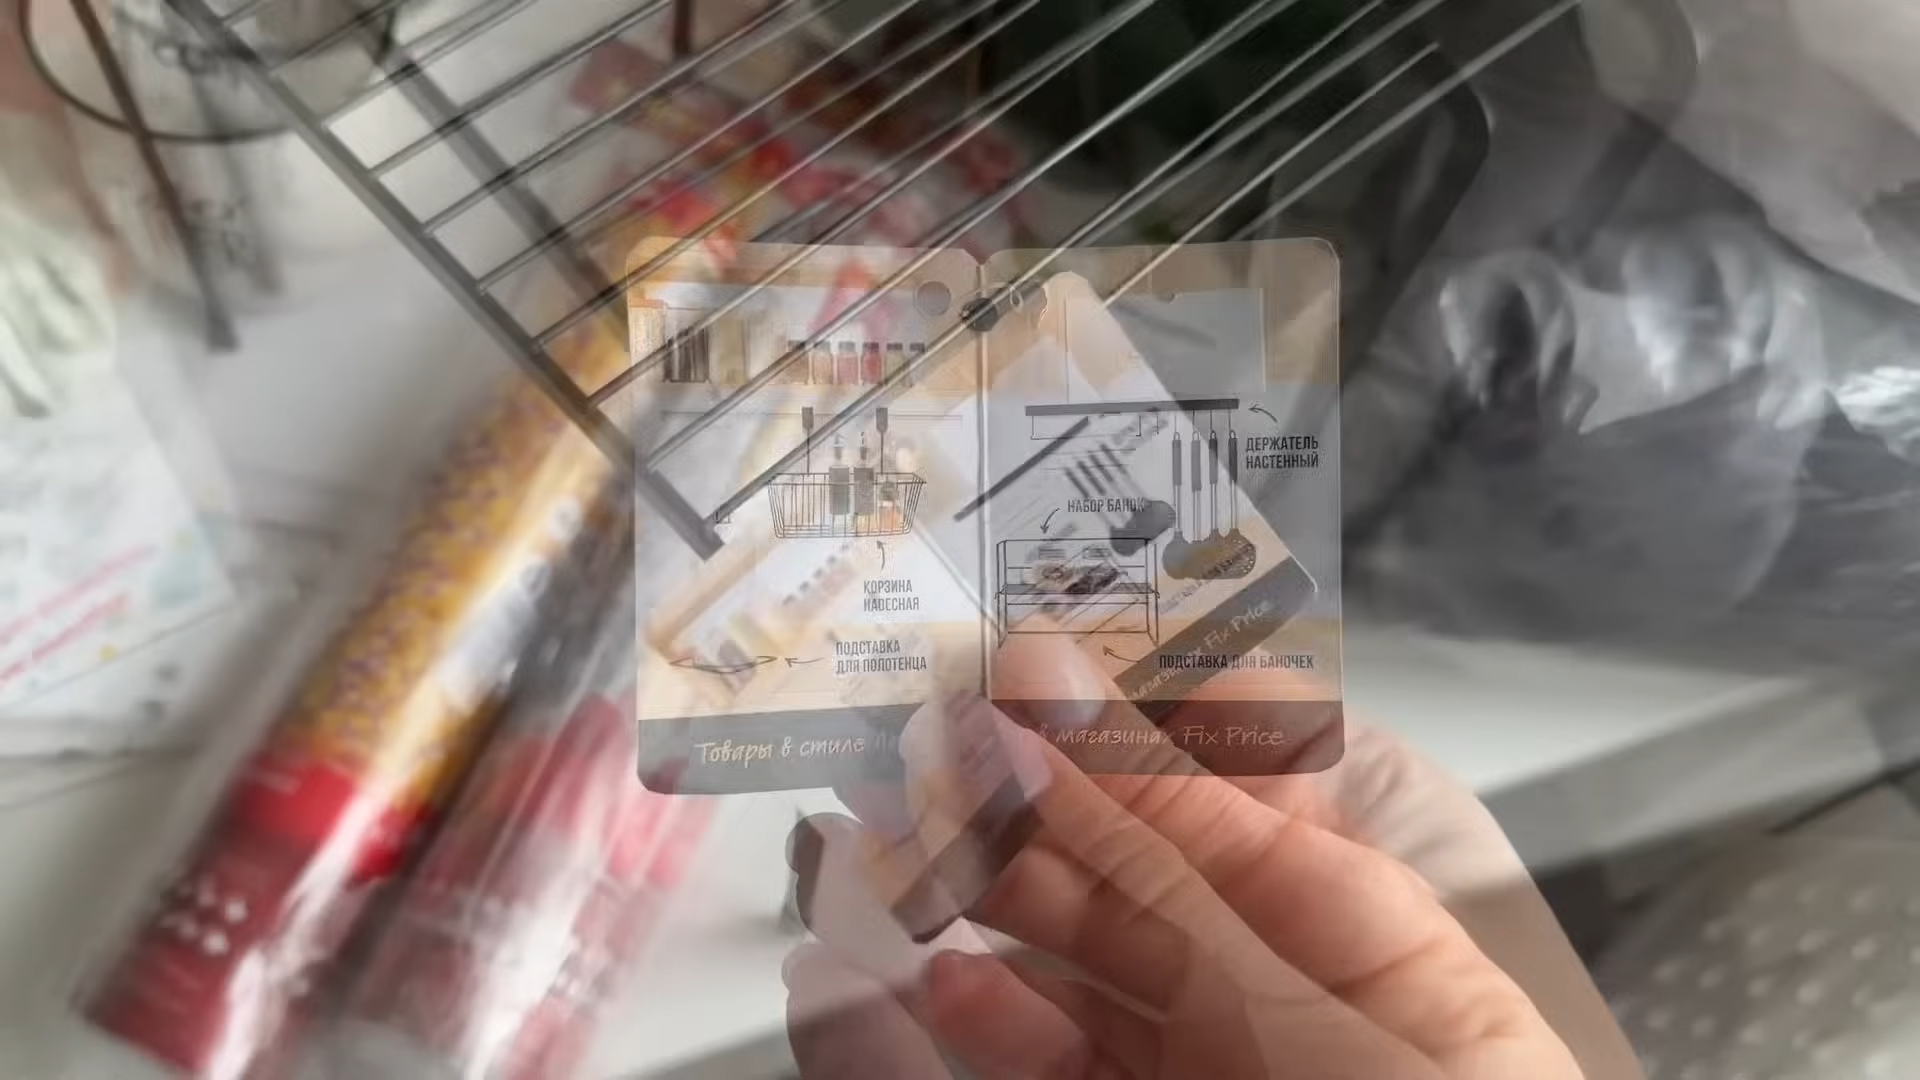 КОРЗИНА
НАВЕСНАЯ
ПОДСТАВКА
ДЛЯ ПОЛОТЕНЦА
Товары в стиле
ДЕРЖАТЕЛЬ
НАСТЕННЫЙ
НАБОР БАНОК
ПОДСТАВКА ДЛЯ БАНОЧЕК
в магазинах Fix Price
магазинах Fix Price